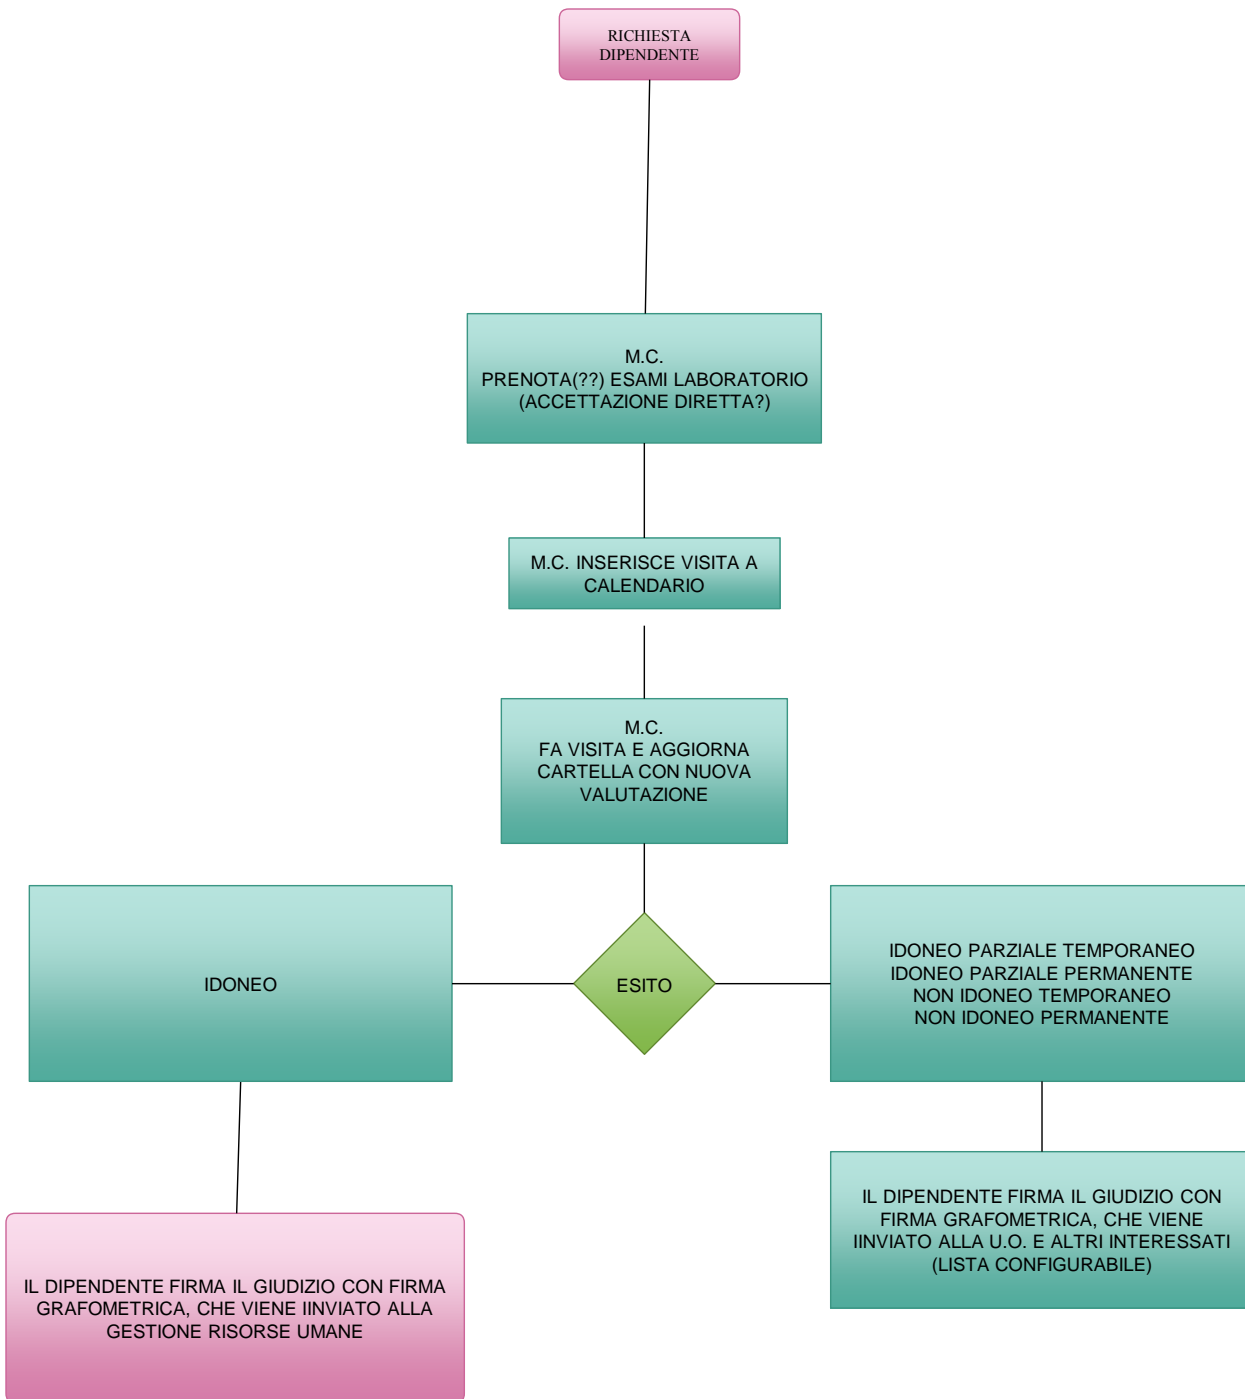 RICHIESTA
DIPENDENTE
M.C.
PRENOTA(??) ESAMI LABORATORIO
(ACCETTAZIONE DIRETTA?)
M.C. INSERISCE VISITA A
CALENDARIO
M.C.
FA VISITA E AGGIORNA
CARTELLA CON NUOVA
VALUTAZIONE
IDONEO
ESITO
IDONEO PARZIALE TEMPORANEO
IDONEO PARZIALE PERMANENTE
NON IDONEO TEMPORANEO
NON IDONEO PERMANENTE
IL DIPENDENTE FIRMA IL GIUDIZIO CON
FIRMA GRAFOMETRICA, CHE VIENE
IINVIATO ALLA U.O. E ALTRI INTERESSATI
(LISTA CONFIGURABILE)
IL DIPENDENTE FIRMA IL GIUDIZIO CON FIRMA
GRAFOMETRICA, CHE VIENE IINVIATO ALLA
GESTIONE RISORSE UMANE